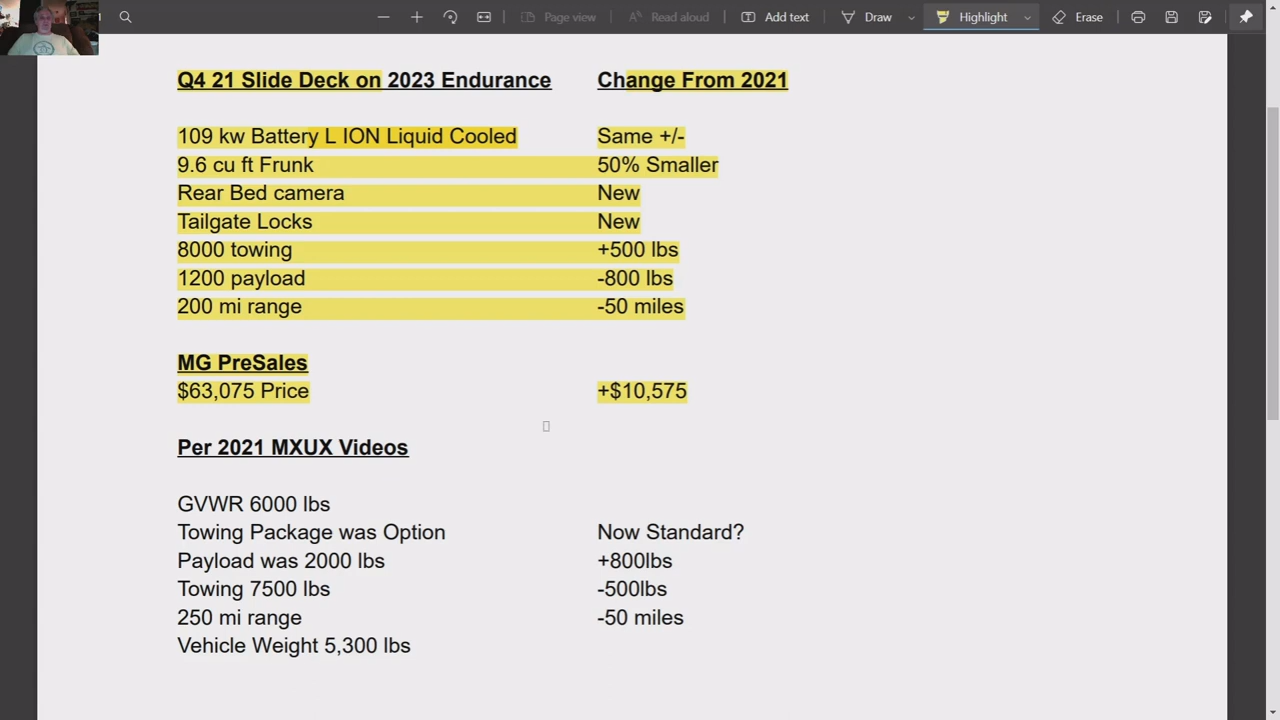 Page view
Read aloud
Add text
Draw
Highlight
Erase
Q4 21 Slide Deck on 2023 Endurance Change From 2021
109 kw Battery L ION Liquid Cooled Same +/-
9.6 cu ft Frunk 50% Smaller
Rear Bed camera New
Tailgate Locks New
8000 towing +500 lbs
1200 payload -800 lbs
200 mi range -50 miles
MG PreSales
$63,075 Price +$10,575
Per 2021 MXUX Videos
GVWR 6000 lbs
Towing Package was Option Now Standard?
Payload was 2000 lbs +800lbs
Towing 7500 lbs -500lbs
250 mi range -50 miles
Vehicle Weight 5,300 lbs